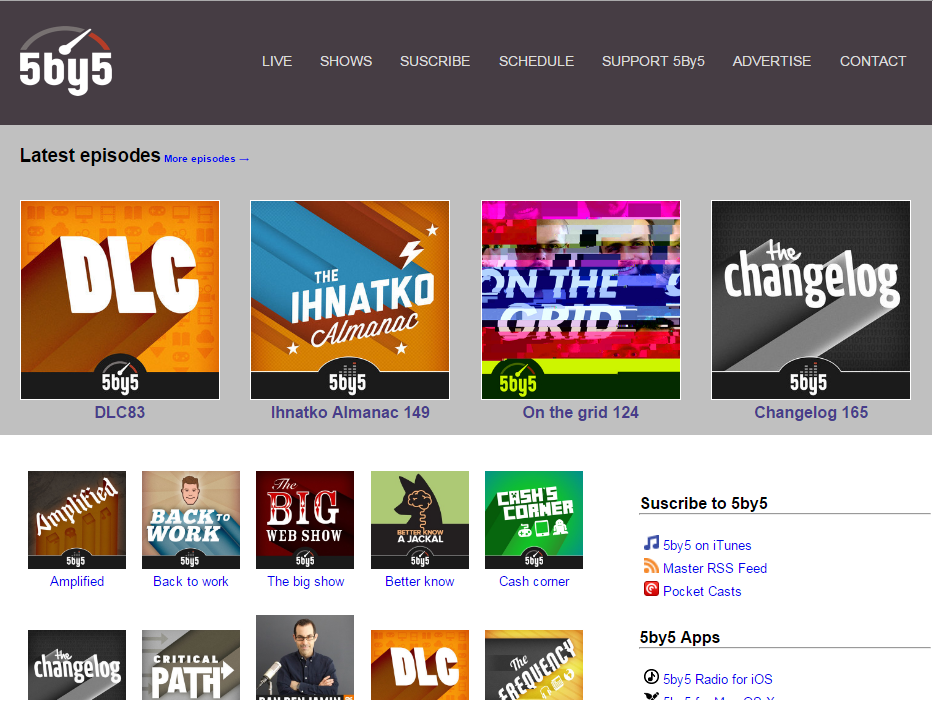 5by5
LIVE SHOWS SUSCRIBE SCHEDULE SUPPORT 5By5 ADVERTISE CONTACT
Latest episodes More episodes →
DLC
5by5
DLC83
THE
IHNATKO
Almanac
5by5
Ihnatko Almanac 149
ON THE
GRID
5by5
On the grid 124
the
changelog
5by5
Changelog 165
Amplified
5by5
Amplified
BACK TO
WORK
5by5
Back to work
The
BIG
WEB SHOW
5by5
The big show
BETTER KNOW
A JACKAL
5by5
Better know
CASH'S
CORNER
5by5
Cash corner
the
changelog
CRITICAL
PATH
DLC
The
FREQUENCY
Suscribe to 5by5
5by5 on iTunes
Master RSS Feed
Pocket Casts
5by5 Apps
5by5 Radio for iOS
5by5 for Mac OS X